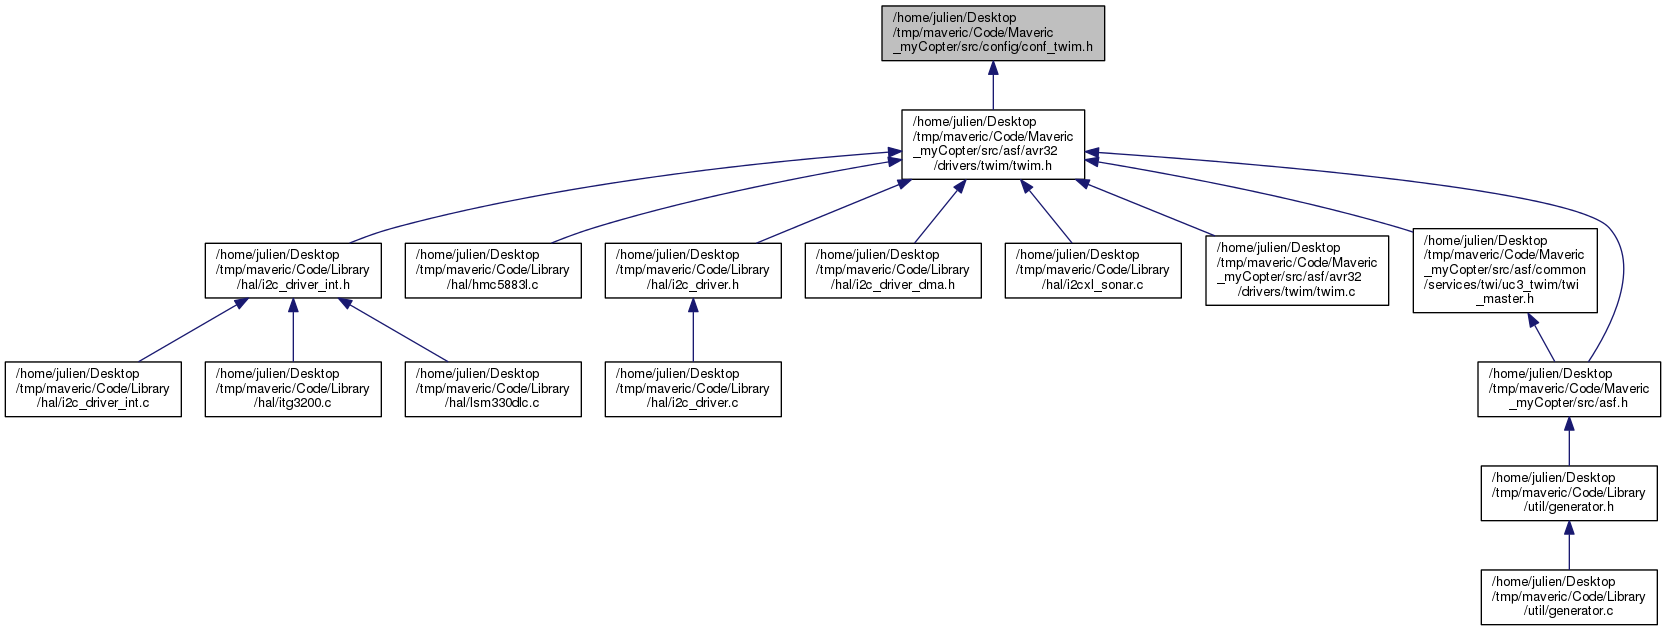 /home/julien/Desktop
/tmp/maveric/Code/Maveric
_myCopter/src/config/conf_twim.h
/home/julien/Desktop
/tmp/maveric/Code/Maveric
_myCopter/src/asf/avr32
/drivers/twim/twim.h
/home/julien/Desktop
/tmp/maveric/Code/Library
/hal/i2c_driver_int.h
/home/julien/Desktop
/tmp/maveric/Code/Library
/hal/hmc5883l.c
/home/julien/Desktop
/tmp/maveric/Code/Library
/hal/i2c_driver.h
/home/julien/Desktop
/tmp/maveric/Code/Library
/hal/i2c_driver_dma.h
/home/julien/Desktop
/tmp/maveric/Code/Library
/hal/i2cxl_sonar.c
/home/julien/Desktop
/tmp/maveric/Code/Maveric
_myCopter/src/asf/avr32
/drivers/twim/twim.c
/home/julien/Desktop
/tmp/maveric/Code/Maveric
_myCopter/src/asf/common
/services/twi/uc3_twim/twi
_master.h
/home/julien/Desktop
/tmp/maveric/Code/Library
/hal/i2c_driver_int.c
/home/julien/Desktop
/tmp/maveric/Code/Library
/hal/itg3200.c
/home/julien/Desktop
/tmp/maveric/Code/Library
/hal/lsm330dlc.c
/home/julien/Desktop
/tmp/maveric/Code/Library
/hal/i2c_driver.c
/home/julien/Desktop
/tmp/maveric/Code/Maveric
_myCopter/src/asf.h
/home/julien/Desktop
/tmp/maveric/Code/Library
/util/generator.h
/home/julien/Desktop
/tmp/maveric/Code/Library
/util/generator.c